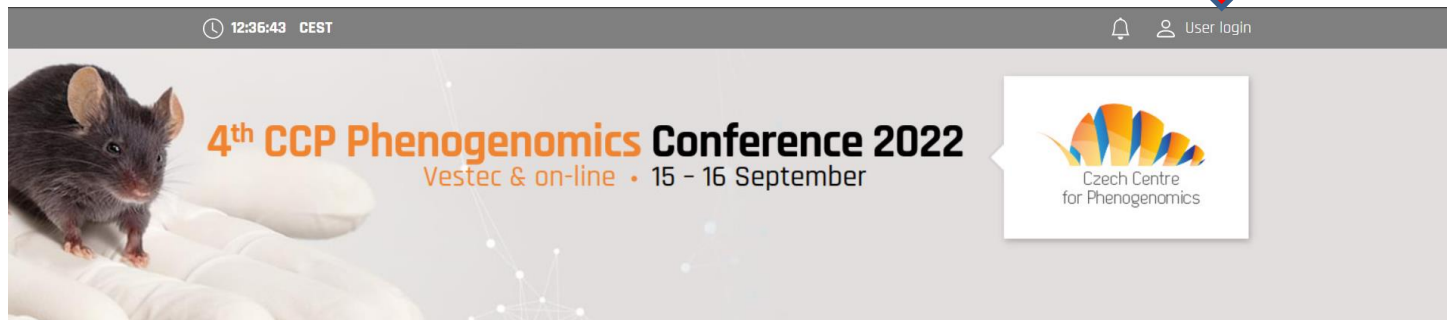 12:36:43 CEST
User login
4th CCP Phenogenomics Conference 2022
Vestec & on-line • 15 - 16 September
Czech Centre
for Phenogenomics